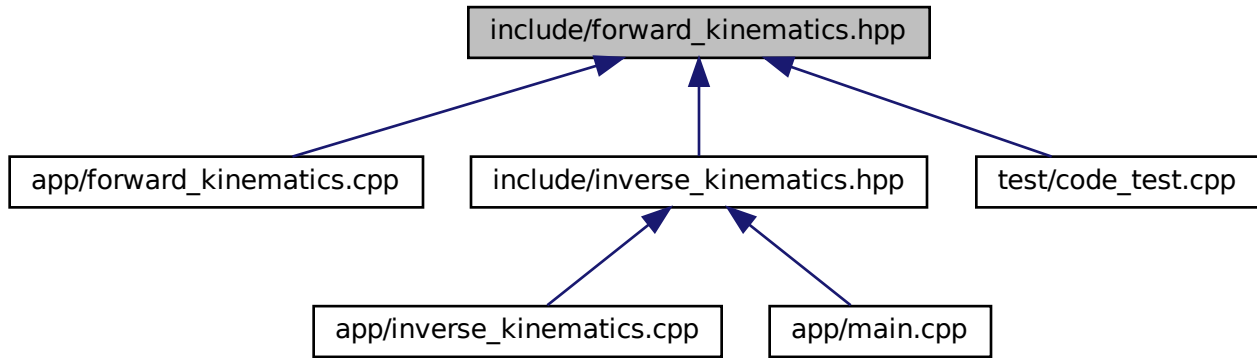 include/forward_kinematics.hpp
app/forward_kinematics.cpp
include/inverse_kinematics.hpp
test/code_test.cpp
app/inverse_kinematics.cpp
app/main.cpp